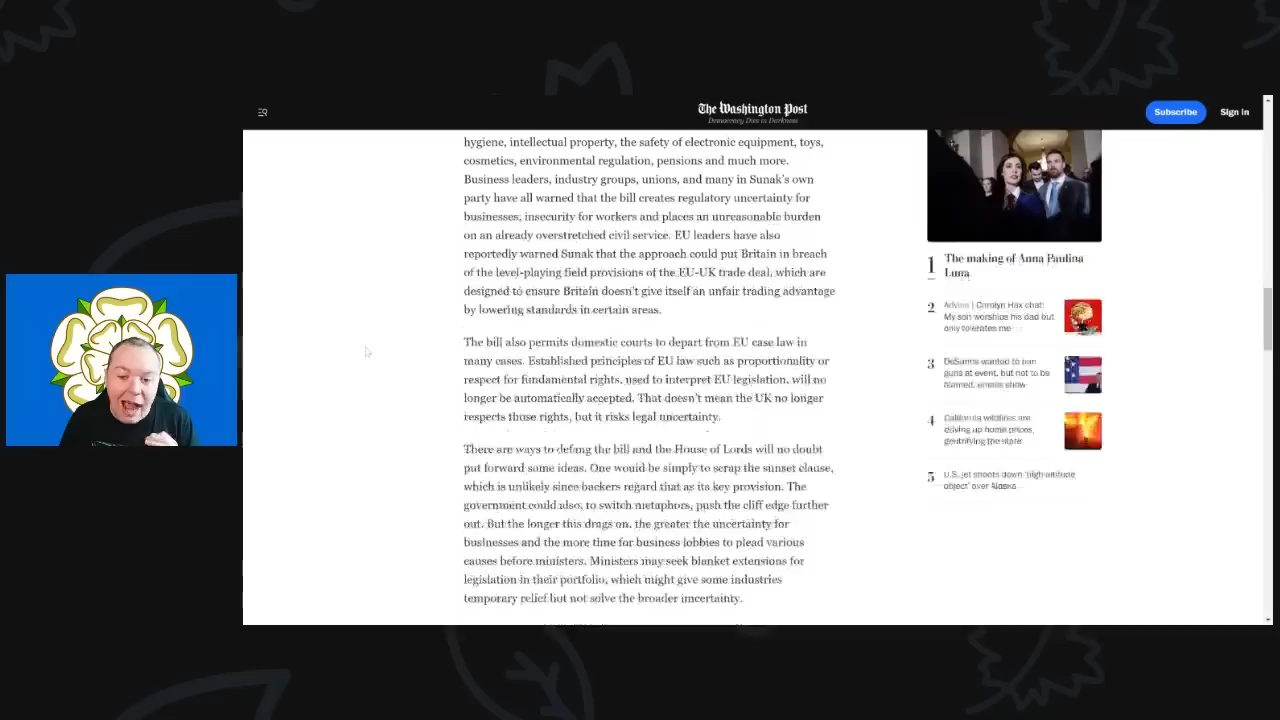 The Washington Post
Democracy Dies in Darkness
Subscribe
Sign in
hygiene, intellectual property, the safety of electronic equipment, toys,
cosmetics, environmental regulation, pensions and much more.
Business leaders, industry groups, unions, and many in Sunak's own
party have all warned that the bill creates regulatory uncertainty for
businesses, insecurity for workers and places an unreasonable burden
on an already overstretched civil service. EU leaders have also
reportedly warned Sunak that the approach could put Britain in breach
of the level-playing field provisions of the EU-UK trade deal, which are
designed to ensure Britain doesn't give itself an unfair trading advantage
by lowering standards in certain areas.
The bill also permits domestic courts to depart from EU case law in
many cases. Established principles of EU law such as proportionality or
respect for fundamental rights, used to interpret EU legislation, will no
longer be automatically accepted. That doesn't mean the UK no longer
respects those rights, but it risks legal uncertainty.
There are ways to defang the bill and the House of Lords will no doubt
put forward some ideas. One would be simply to scrap the sunset clause,
which is unlikely since backers regard that as its key provision. The
government could also, to switch metaphors, push the cliff edge further
out. But the longer this drags on, the greater the uncertainty for
businesses and the more time for business lobbies to plead various
causes before ministers. Ministers may seek blanket extensions for
legislation in their portfolio, which might give some industries
temporary relief but not solve the broader uncertainty.
1 The making of Anna Paulina
Luna
2 Advice | Carolyn Hax chat:
My son worships his dad but
only tolerates me
3 DeSantis wanted to ban
guns at event, but not to be
blamed, emails show
4 California wildfires are
driving up home prices,
gentrifying the state
5 U.S. jet shoots down 'high-altitude
object' over Alaska